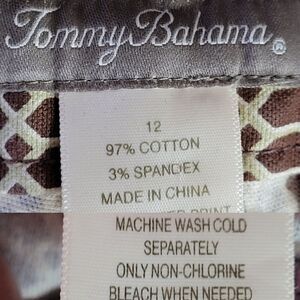 Tommy Bahama®
12
97% COTTON
3% SPANDEX
MADE IN CHINA
PRINT
MACHINE WASH COLD
SEPARATELY
ONLY NON-CHLORINE
BLEACH WHEN NEEDED